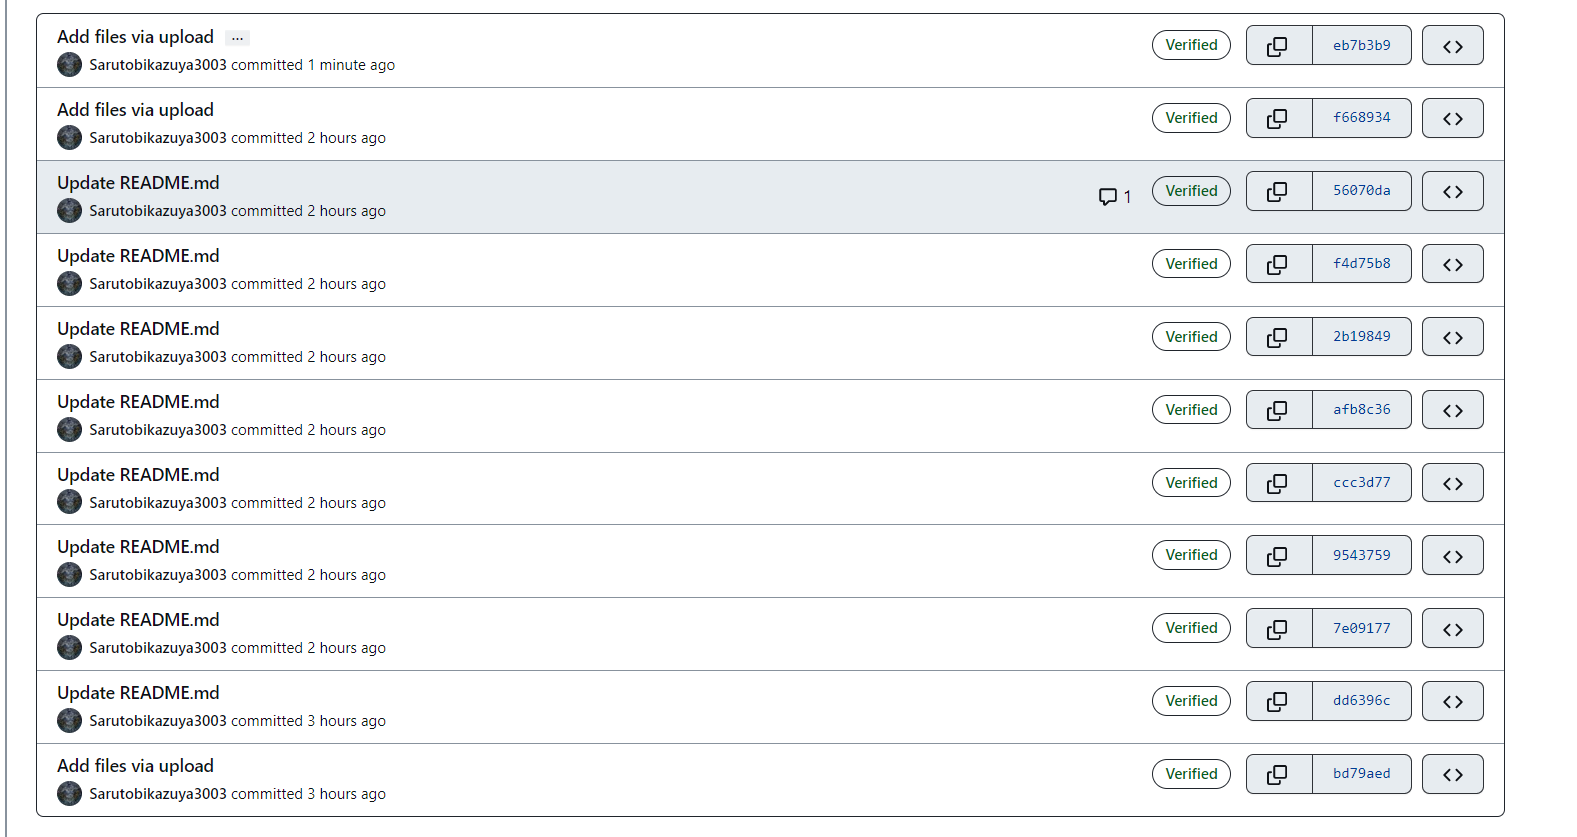 Add files via upload ...
Verified eb7b3b9
Sarutobikazuya3003 committed 1 minute ago
Add files via upload
Verified f668934
Sarutobikazuya3003 committed 2 hours ago
Update README.md
1 Verified 56070da
Sarutobikazuya3003 committed 2 hours ago
Update README.md
Verified f4d75b8
Sarutobikazuya3003 committed 2 hours ago
Update README.md
Verified 2b19849
Sarutobikazuya3003 committed 2 hours ago
Update README.md
Verified afb8c36
Sarutobikazuya3003 committed 2 hours ago
Update README.md
Verified ccc3d77
Sarutobikazuya3003 committed 2 hours ago
Update README.md
Verified 9543759
Sarutobikazuya3003 committed 2 hours ago
Update README.md
Verified 7e09177
Sarutobikazuya3003 committed 2 hours ago
Update README.md
Verified dd6396c
Sarutobikazuya3003 committed 3 hours ago
Add files via upload
Verified bd79aed
Sarutobikazuya3003 committed 3 hours ago